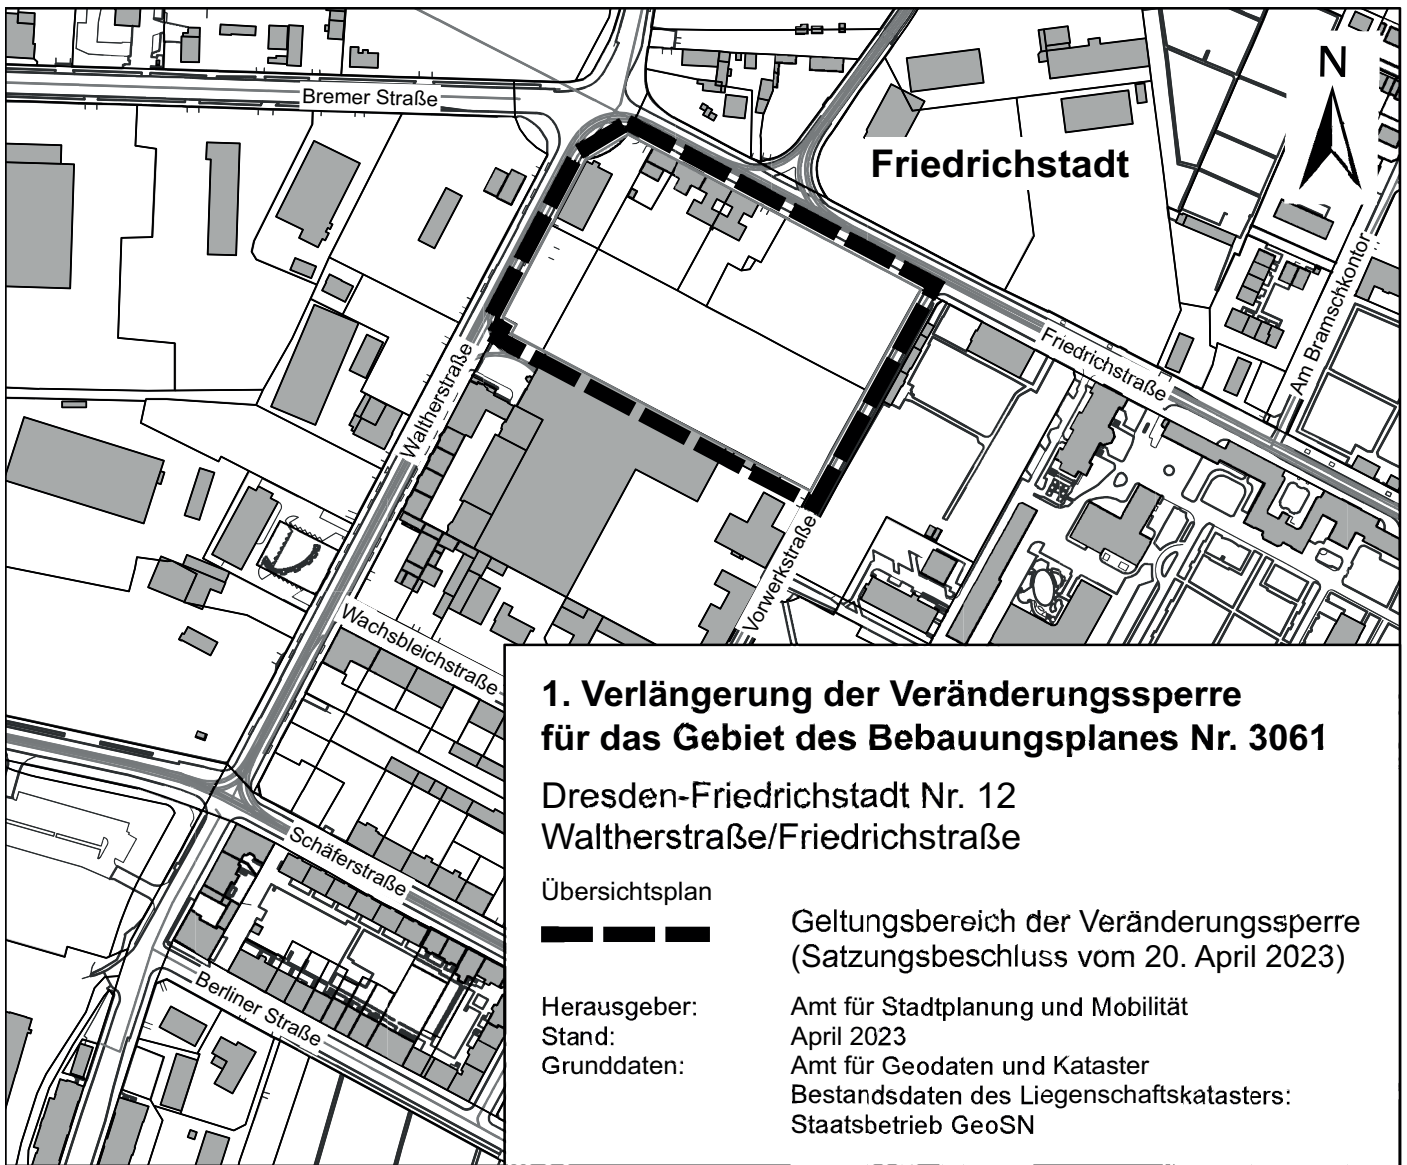 Bremer Straße
N
Friedrichstadt
Am Bramschkontor
Friedrichstraße
Waltherstraße
Vorwerkstraße
Wachsbleichstraße
Schäferstraße
Berliner Straße
1. Verlängerung der Veränderungssperre
für das Gebiet des Bebauungsplanes Nr. 3061
Dresden-Friedrichstadt Nr. 12
Waltherstraße/Friedrichstraße
Übersichtsplan
Geltungsbereich der Veränderungssperre
(Satzungsbeschluss vom 20. April 2023)
Herausgeber: Amt für Stadtplanung und Mobilität
Stand: April 2023
Grunddaten: Amt für Geodaten und Kataster
Bestandsdaten des Liegenschaftskatasters:
Staatsbetrieb GeoSN